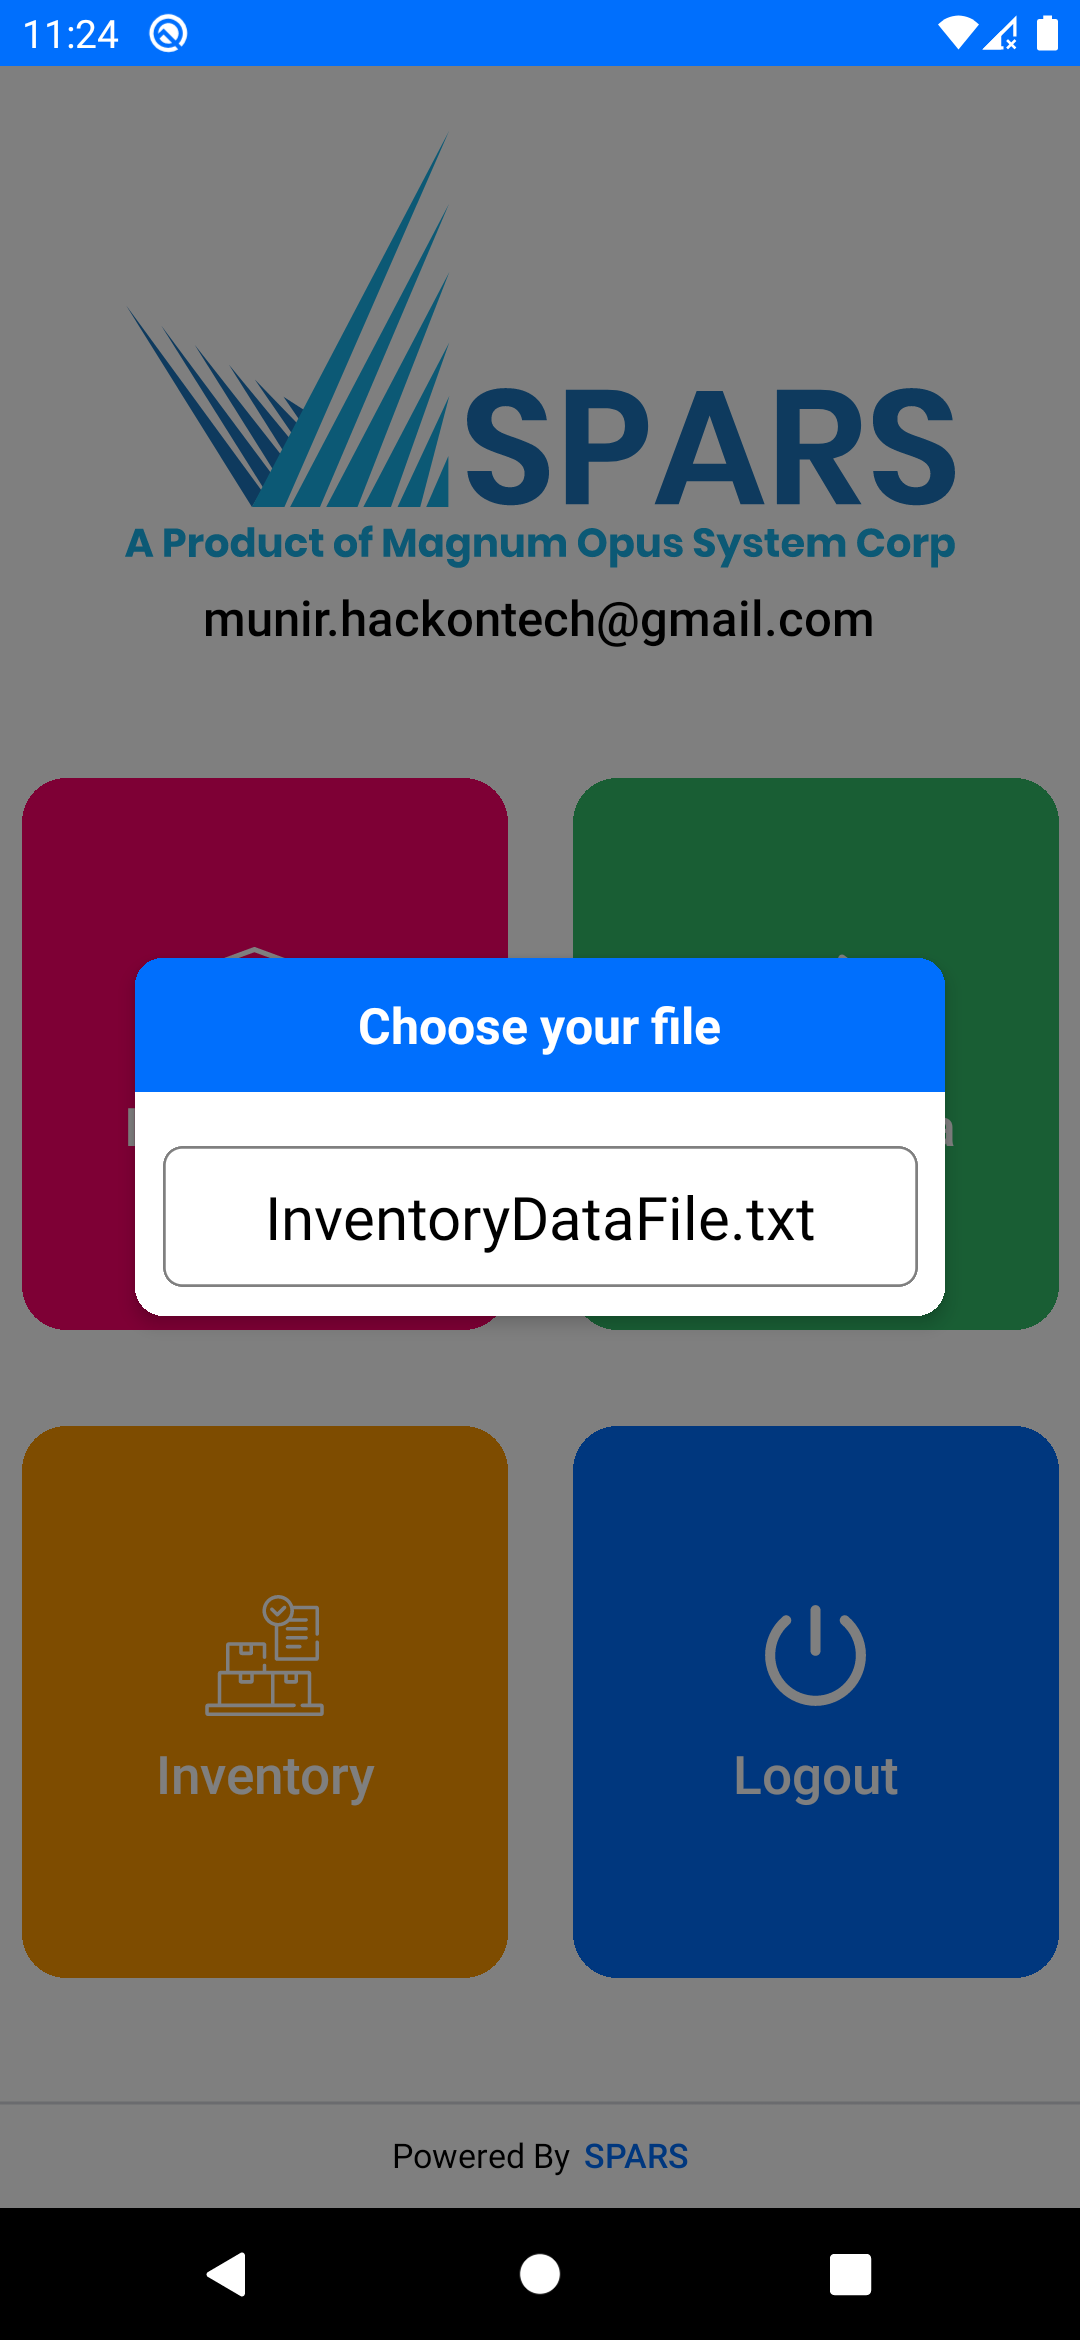 11:24
SPARS
A Product of Magnum Opus System Corp
munir.hackontech@gmail.com
Choose your file
InventoryDataFile.txt
Inventory
Logout
Powered By SPARS